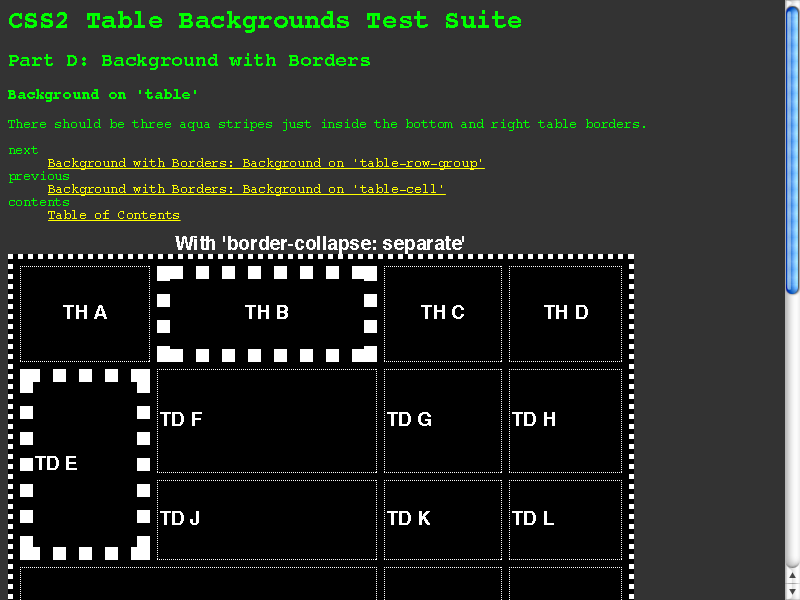 CSS2 Table Backgrounds Test Suite
Part D: Background with Borders
Background on 'table'
There should be three aqua stripes just inside the bottom and right table borders.
next
Background with Borders: Background on 'table-row-group'
previous
Background with Borders: Background on 'table-cell'
contents
Table of Contents
With 'border-collapse: separate'
TH A TH B TH C TH D
TD F TD G TD H
TD E
TD J TD K TD L